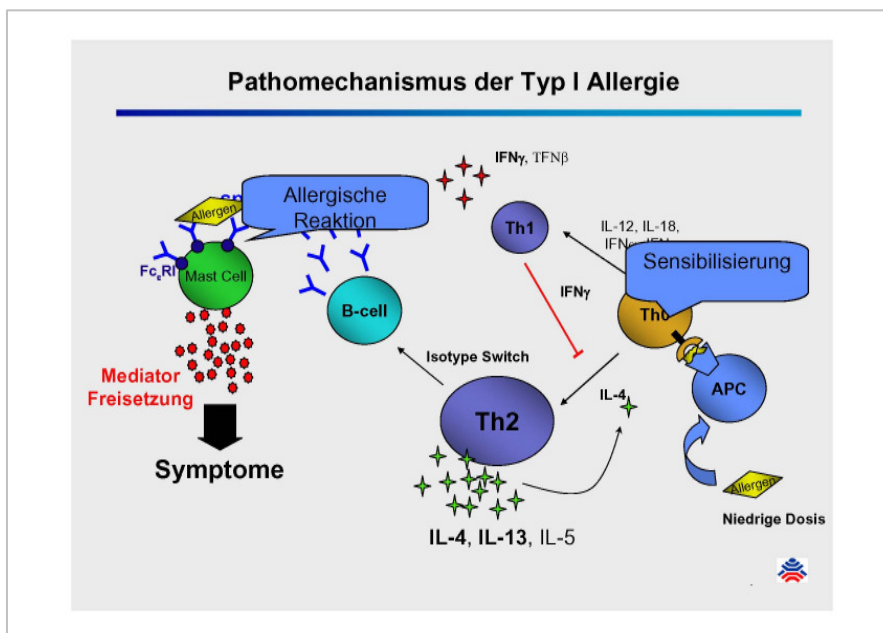 Pathomechanismus der Typ I Allergie
IFNγ, TFNβ
Allergen
Allergische
Reaktion
Th1
IL-12, IL-18,
Sensibilisierung
FcεRI
Mast Cell
IFNγ
B-cell
Mediator
Freisetzung
Isotype Switch
IL-4
APC
Th2
Symptome
Allergen
Niedrige Dosis
IL-4, IL-13, IL-5